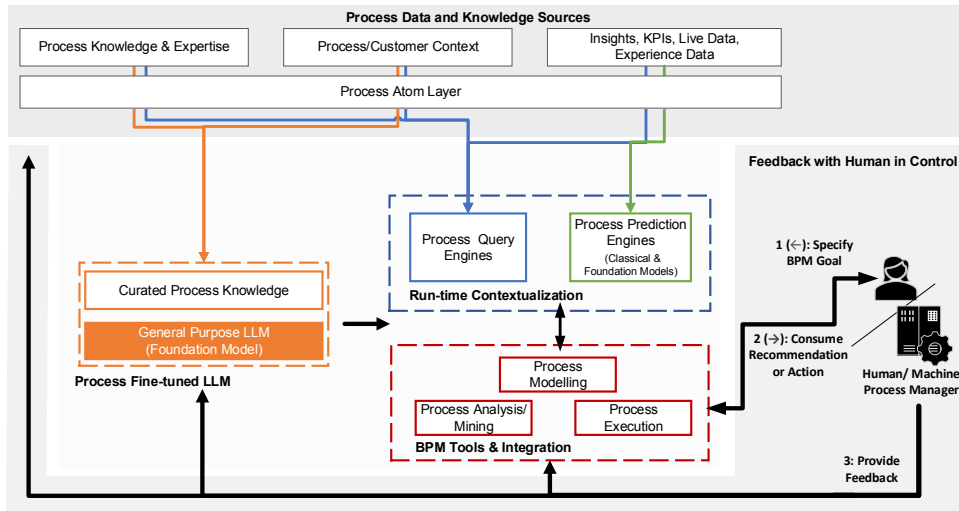 Process Data and Knowledge Sources
Process Knowledge & Expertise
Process/Customer Context
Insights, KPIs, Live Data,
Experience Data
Process Atom Layer
Feedback with Human in Control
Process Query
Engines
Process Prediction
Engines
(Classical &
Foundation Models)
Run-time Contextualization
1 (←): Specify
BPM Goal
Curated Process Knowledge
General Purpose LLM
(Foundation Model)
Process Fine-tuned LLM
2 (→): Consume
Recommendation
or Action
Human/ Machine
Process Manager
Process
Modelling
Process Analysis/
Mining
Process
Execution
BPM Tools & Integration
3: Provide
Feedback